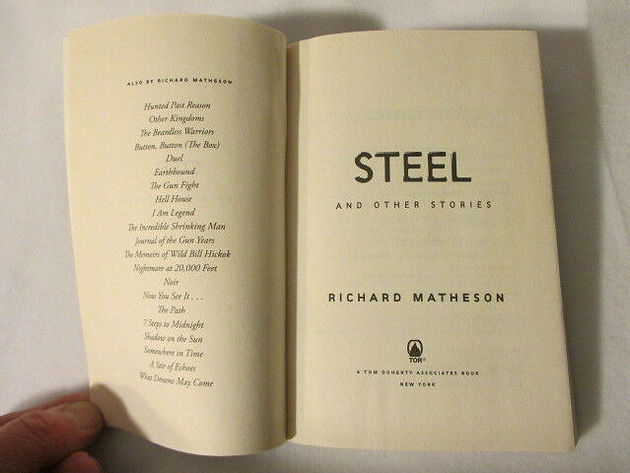 ALSO BY RICHARD MATHESON
Hunted Past Reason
Other Kingdoms
The Beardless Warriors
Button, Button (The Box)
Duel
Earthbound
The Gun Fight
Hell House
I Am Legend
The Incredible Shrinking Man
Journal of the Gun Years
The Memoirs of Wild Bill Hickok
Nightmare at 20,000 Feet
Noir
Now You See It . . .
The Path
7 Steps to Midnight
Shadow on the Sun
Somewhere in Time
A Stir of Echoes
What Dreams May Come
STEEL
AND OTHER STORIES
RICHARD MATHESON
TOR®
A TOM DOHERTY ASSOCIATES BOOK
NEW YORK